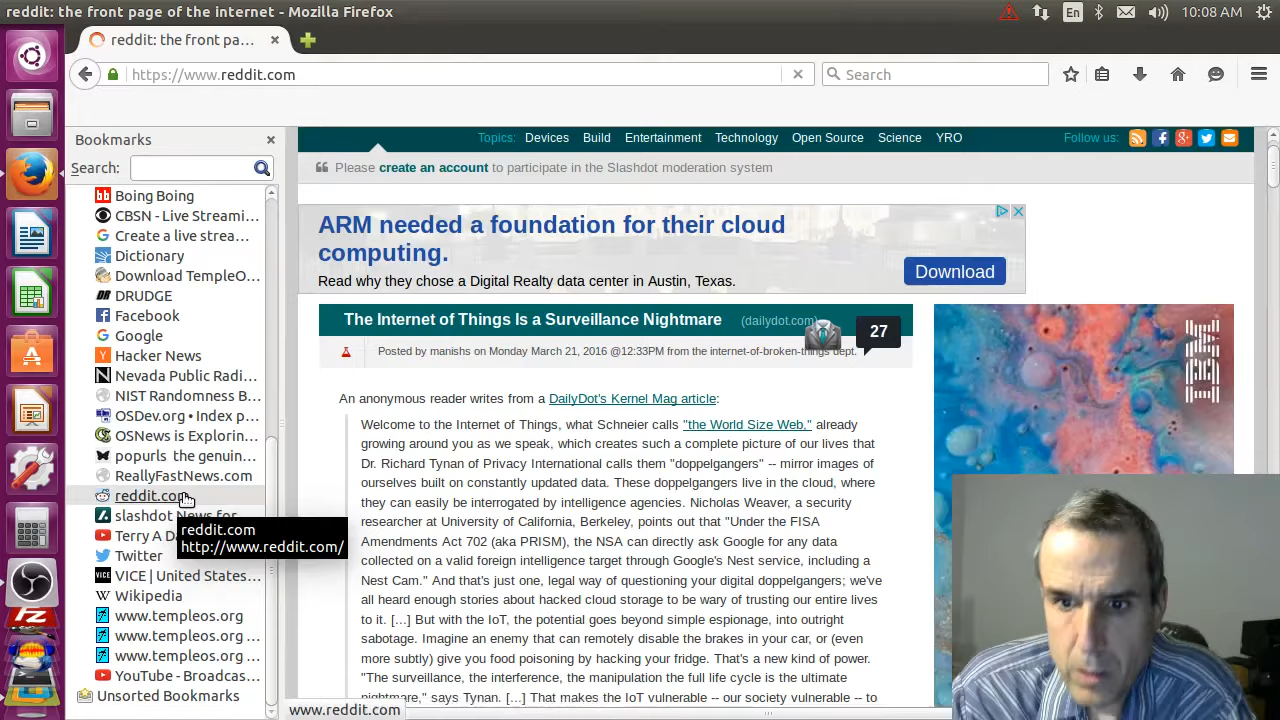 reddit: the front page of the internet - Mozilla Firefox
En
10:08 AM
reddit: the front pa...
https://www.reddit.com
Search
Bookmarks
Search:
Boing Boing
CBSN - Live Streami...
Create a live strea...
Dictionary
Download TempleO...
DRUDGE
Facebook
Google
Hacker News
Nevada Public Radi...
NIST Randomness B...
OSDev.org • Index p...
OSNews is Explorin...
popurls the genuin...
ReallyFastNews.com
reddit.com
slashdot News for
Terry A Da
Twitter
VICE | United States...
Wikipedia
www.templeos.org
www.templeos.org ...
www.templeos.org ...
YouTube - Broadcas...
Unsorted Bookmarks
reddit.com
http://www.reddit.com/
Topics: Devices Build Entertainment Technology Open Source Science YRO
Follow us:
Please create an account to participate in the Slashdot moderation system
ARM needed a foundation for their cloud
computing.
Read why they chose a Digital Realty data center in Austin, Texas.
Download
The Internet of Things Is a Surveillance Nightmare (dailydot.com)
27
Posted by manishs on Monday March 21, 2016 @12:33PM from the internet-of-broken-things dept.
An anonymous reader writes from a DailyDot's Kernel Mag article:
Welcome to the Internet of Things, what Schneier calls "the World Size Web," already
growing around you as we speak, which creates such a complete picture of our lives that
Dr. Richard Tynan of Privacy International calls them "doppelgangers" -- mirror images of
ourselves built on constantly updated data. These doppelgangers live in the cloud, where
they can easily be interrogated by intelligence agencies. Nicholas Weaver, a security
researcher at University of California, Berkeley, points out that "Under the FISA
Amendments Act 702 (aka PRISM), the NSA can directly ask Google for any data
collected on a valid foreign intelligence target through Google's Nest service, including a
Nest Cam." And that's just one, legal way of questioning your digital doppelgangers; we've
all heard enough stories about hacked cloud storage to be wary of trusting our entire lives
to it. [...] But with the IoT, the potential goes beyond simple espionage, into outright
sabotage. Imagine an enemy that can remotely disable the brakes in your car, or (even
more subtly) give you food poisoning by hacking your fridge. That's a new kind of power.
"The surveillance, the interference, the manipulation the full life cycle is the ultimate
nightmare," says Tynan. [...] That makes the IoT vulnerable -- our society vulnerable -- to
IBM
www.reddit.com